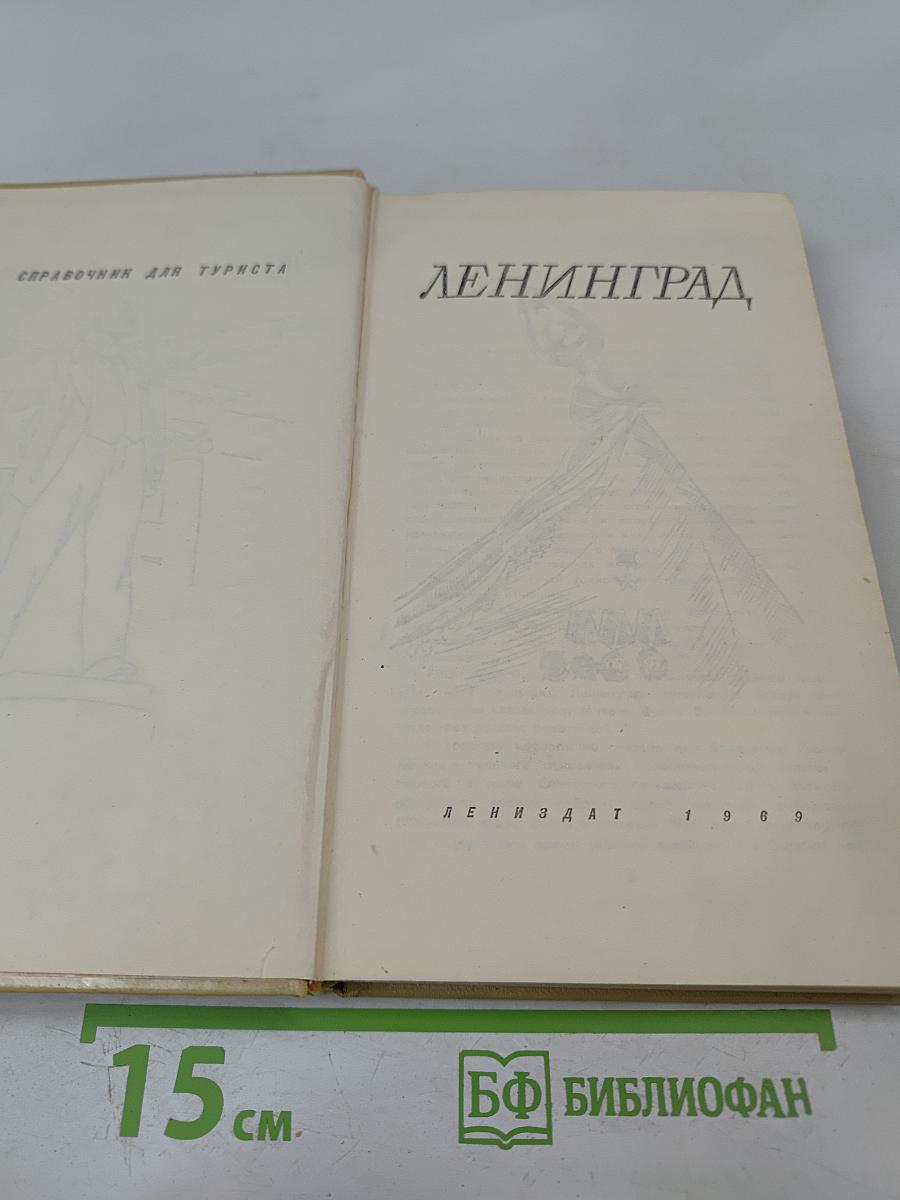 СПРАВОЧНИК ДЛЯ ТУРИСТА
ЛЕНИНГРАД
ЛЕНИЗДАТ 1969
15 см
БФ БИБЛИОФАН